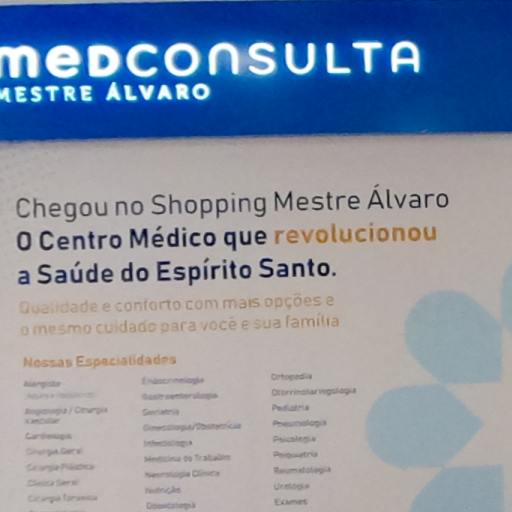 medconsulta
MESTRE ÁLVARO
Chegou no Shopping Mestre Álvaro
O Centro Médico que revolucionou
a Saúde do Espírito Santo.
Qualidade e conforto com mais opções e
o mesmo cuidado para você e sua família
Nossas Especialidades
Alergista
Angiologia / Cirurgia
Vascular
Cardiologia
Cirurgia Geral
Cirurgia Plástica
Clínica Geral
Cirurgia Torácica
Endocrinologia
Gastroenterologia
Geriatria
Ginecologia/Obstetrícia
Infectologia
Medicina do Trabalho
Neurologia Clínica
Nutrição
Odontologia
Ortopedia
Otorrinolaringologia
Pediatria
Pneumologia
Psicologia
Psiquiatria
Reumatologia
Urologia
Exames